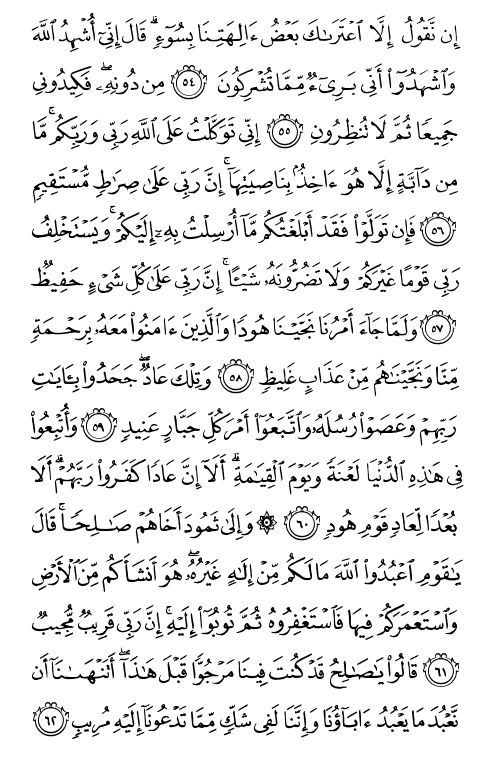 إِن نَّقُولُ إِلَّا ٱعْتَرَىٰكَ بَعْضُ ءَالِهَتِنَا بِسُوٓءٍۗ قَالَ إِنِّىٓ أُشْهِدُ ٱللَّهَ
وَٱشْهَدُوٓا۟ أَنِّى بَرِىٓءٌ مِّمَّا تُشْرِكُونَ ﴿٥٤﴾ مِن دُونِهِۦۖ فَكِيدُونِى
جَمِيعًا ثُمَّ لَا تُنظِرُونِ ﴿٥٥﴾ إِنِّى تَوَكَّلْتُ عَلَى ٱللَّهِ رَبِّى وَرَبِّكُمۚ مَّا
مِن دَآبَّةٍ إِلَّا هُوَ ءَاخِذٌۢ بِنَاصِيَتِهَآۚ إِنَّ رَبِّى عَلَىٰ صِرَٰطٍ مُّسْتَقِيمٍ
﴿٥٦﴾ فَإِن تَوَلَّوْا۟ فَقَدْ أَبْلَغْتُكُم مَّآ أُرْسِلْتُ بِهِۦٓ إِلَيْكُمْۚ وَيَسْتَخْلِفُ
رَبِّى قَوْمًا غَيْرَكُمْ وَلَا تَضُرُّونَهُۥ شَيْـًٔاۚ إِنَّ رَبِّى عَلَىٰ كُلِّ شَىْءٍ حَفِيظٌ
﴿٥٧﴾ وَلَمَّا جَآءَ أَمْرُنَا نَجَّيْنَا هُودًا وَٱلَّذِينَ ءَامَنُوا۟ مَعَهُۥ بِرَحْمَةٍ
مِّنَّا وَنَجَّيْنَٰهُم مِّنْ عَذَابٍ غَلِيظٍ ﴿٥٨﴾ وَتِلْكَ عَادٌۖ جَحَدُوا۟ بِـَٔايَٰتِ
رَبِّهِمْ وَعَصَوْا۟ رُسُلَهُۥ وَٱتَّبَعُوٓا۟ أَمْرَ كُلِّ جَبَّارٍ عَنِيدٍ ﴿٥٩﴾ وَأُتْبِعُوا۟
فِى هَٰذِهِ ٱلدُّنْيَا لَعْنَةً وَيَوْمَ ٱلْقِيَٰمَةِۗ أَلَآ إِنَّ عَادًا كَفَرُوا۟ رَبَّهُمْۗ أَلَا
بُعْدًا لِّعَادٍ قَوْمِ هُودٍ ﴿٦٠﴾ ۞ وَإِلَىٰ ثَمُودَ أَخَاهُمْ صَٰلِحًاۚ قَالَ
يَٰقَوْمِ ٱعْبُدُوا۟ ٱللَّهَ مَا لَكُم مِّنْ إِلَٰهٍ غَيْرُهُۥۖ هُوَ أَنشَأَكُم مِّنَ ٱلْأَرْضِ
وَٱسْتَعْمَرَكُمْ فِيهَا فَٱسْتَغْفِرُوهُ ثُمَّ تُوبُوٓا۟ إِلَيْهِۚ إِنَّ رَبِّى قَرِيبٌ مُّجِيبٌ
﴿٦١﴾ قَالُوا۟ يَٰصَٰلِحُ قَدْ كُنتَ فِينَا مَرْجُوًّا قَبْلَ هَٰذَآۖ أَتَنْهَىٰنَآ أَن
نَّعْبُدَ مَا يَعْبُدُ ءَابَآؤُنَا وَإِنَّنَا لَفِى شَكٍّ مِّمَّا تَدْعُونَآ إِلَيْهِ مُرِيبٍ ﴿٦٢﴾